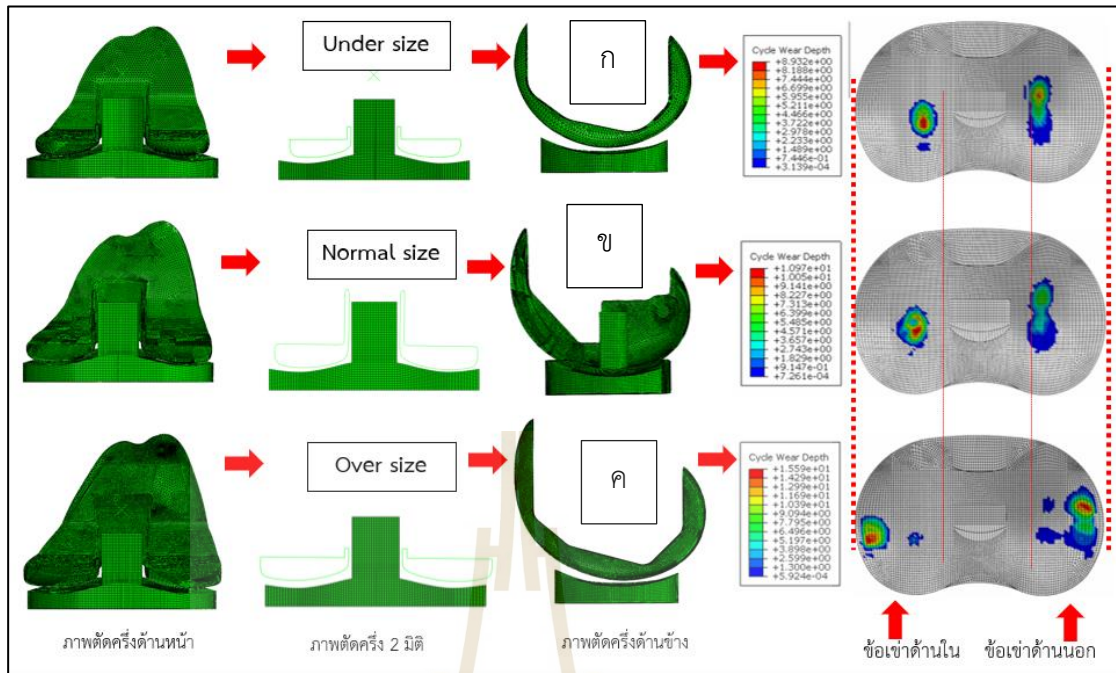 Under size
ก
Cycle Wear Depth
+8.932e+00
+8.188e+00
+7.444e+00
+6.699e+00
+5.955e+00
+5.211e+00
+4.466e+00
+3.722e+00
+2.978e+00
+2.233e+00
+1.489e+00
+7.446e-01
+3.139e-04
Normal size
ข
Cycle Wear Depth
+1.097e+01
+1.005e+01
+9.141e+00
+8.227e+00
+7.313e+00
+6.399e+00
+5.485e+00
+4.571e+00
+3.657e+00
+2.743e+00
+1.829e+00
+9.147e-01
+7.261e-04
Over size
ค
Cycle Wear Depth
+1.559e+01
+1.429e+01
+1.299e+01
+1.169e+01
+1.039e+01
+9.094e+00
+7.795e+00
+6.496e+00
+5.197e+00
+3.898e+00
+2.599e+00
+1.300e+00
+5.924e-04
ภาพตัดครึ่งด้านหน้า
ภาพตัดครึ่ง 2 มิติ
ภาพตัดครึ่งด้านข้าง
ข้อเข่าด้านใน
ข้อเข่าด้านนอก